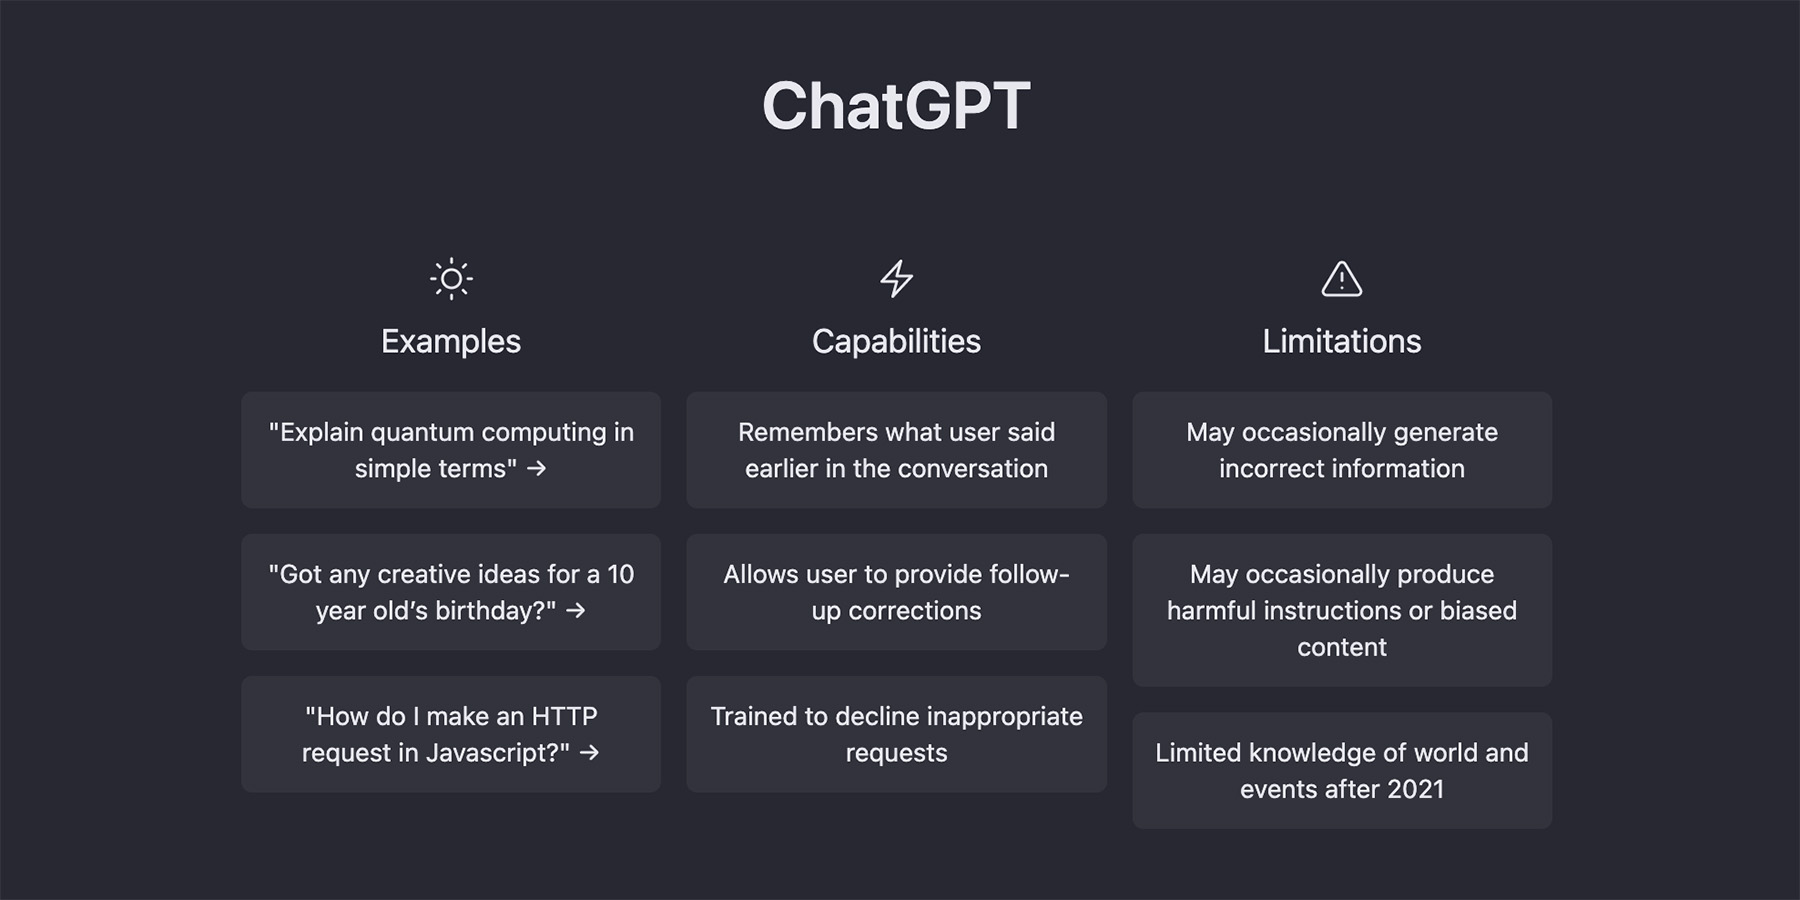 ChatGPT
Examples
"Explain quantum computing in
simple terms" →
"Got any creative ideas for a 10
year old’s birthday?" →
"How do I make an HTTP
request in Javascript?" →
Capabilities
Remembers what user said
earlier in the conversation
Allows user to provide follow-
up corrections
Trained to decline inappropriate
requests
Limitations
May occasionally generate
incorrect information
May occasionally produce
harmful instructions or biased
content
Limited knowledge of world and
events after 2021